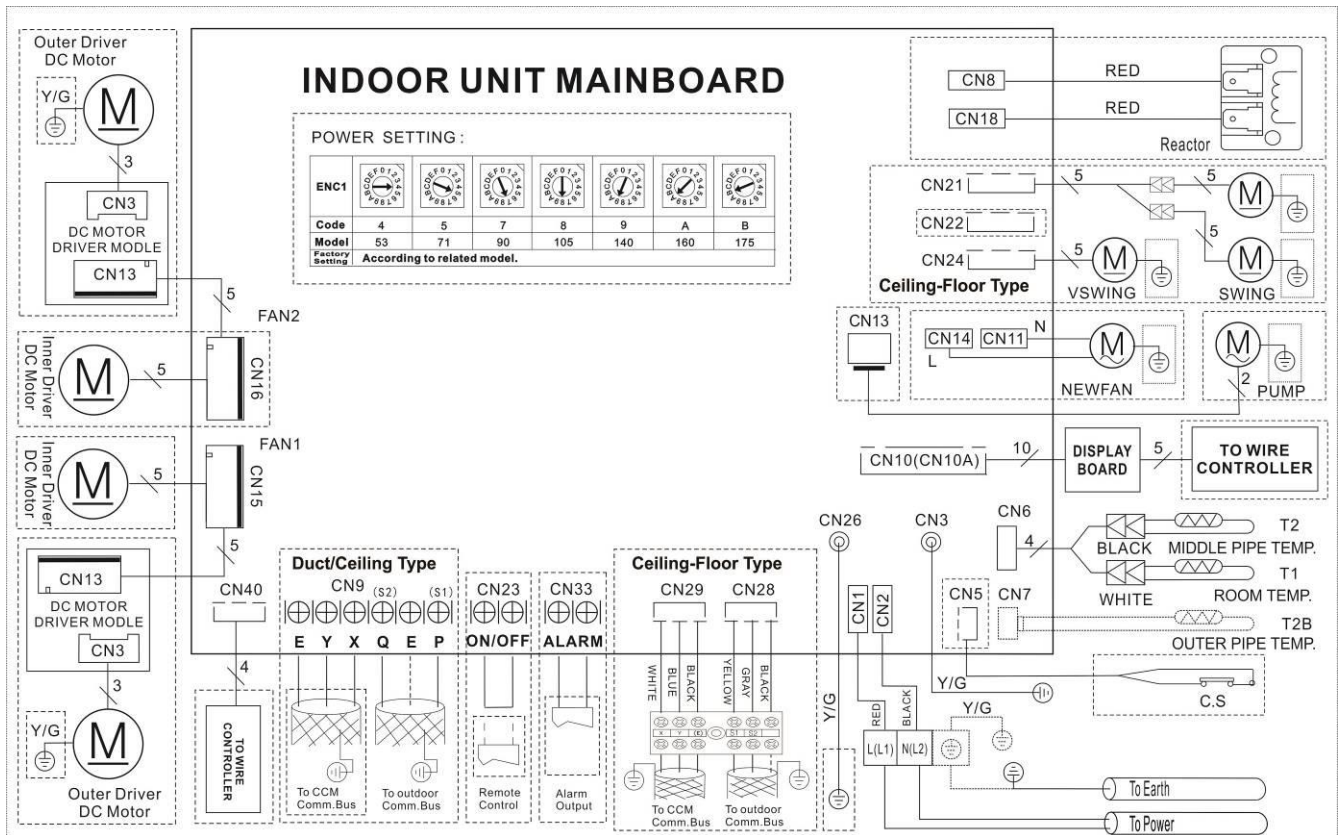 Outer Driver
DC Motor
Y/G
M
3
CN3
DC MOTOR
DRIVER MODLE
CN13
5
FAN2
Inner Driver
DC Motor
M
5
CN16
FAN1
Inner Driver
DC Motor
M
5
CN15
5
CN13
DC MOTOR
DRIVER MODLE
CN3
3
Y/G
M
Outer Driver
DC Motor
INDOOR UNIT MAINBOARD
POWER SETTING :
ENC1
Code 4 5 7 8 9 A B
Model 53 71 90 105 140 160 175
Factory Setting According to related model.
CN8 RED
CN18 RED
Reactor
CN21 5 5 M
CN22
5
CN24 5 M M
Ceiling-Floor Type VSWING SWING
CN13
CN14 CN11 N
L
M
NEWFAN
M
2
PUMP
CN10(CN10A) 10 DISPLAY BOARD 5 TO WIRE CONTROLLER
CN26
CN3
CN6
4
BLACK
T2
MIDDLE PIPE TEMP.
WHITE
T1
ROOM TEMP.
CN5
CN7
T2B
OUTER PIPE TEMP.
C.S
CN1
CN2
Y/G
Y/G
RED
BLACK
Y/G
L(L1) N(L2)
To Earth
To Power
CN40
4
TO WIRE
CONTROLLER
Duct/Ceiling Type
CN9 (S2) (S1)
E Y X Q E P
To CCM
Comm.Bus
To outdoor
Comm.Bus
CN23
ON/OFF
Remote
Control
CN33
ALARM
Alarm
Output
Ceiling-Floor Type
CN29 CN28
WHITE
BLUE
BLACK
YELLOW
GRAY
BLACK
X Y (E) S1 S2
To CCM
Comm.Bus
To outdoor
Comm.Bus